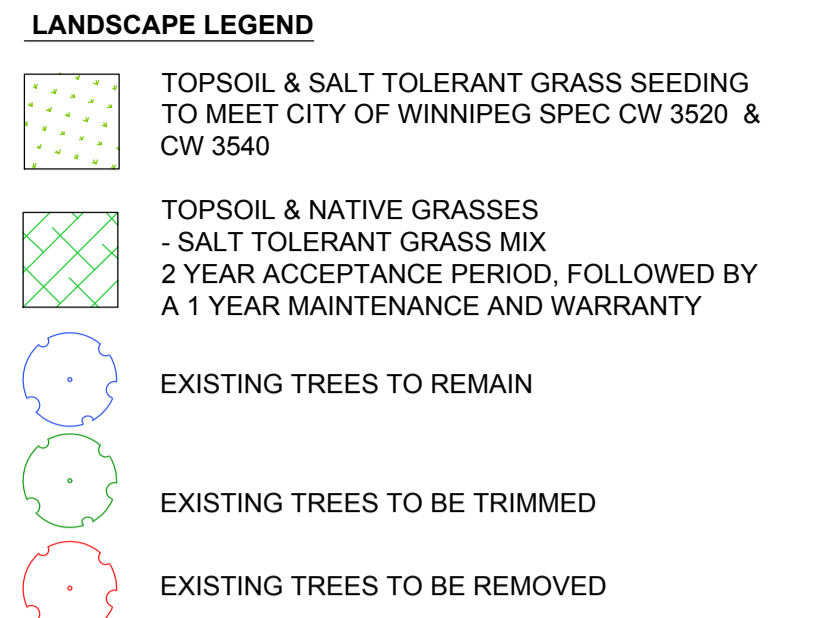 LANDSCAPE LEGEND
TOPSOIL & SALT TOLERANT GRASS SEEDING
TO MEET CITY OF WINNIPEG SPEC CW 3520 &
CW 3540
TOPSOIL & NATIVE GRASSES
- SALT TOLERANT GRASS MIX
2 YEAR ACCEPTANCE PERIOD, FOLLOWED BY
A 1 YEAR MAINTENANCE AND WARRANTY
EXISTING TREES TO REMAIN
EXISTING TREES TO BE TRIMMED
EXISTING TREES TO BE REMOVED